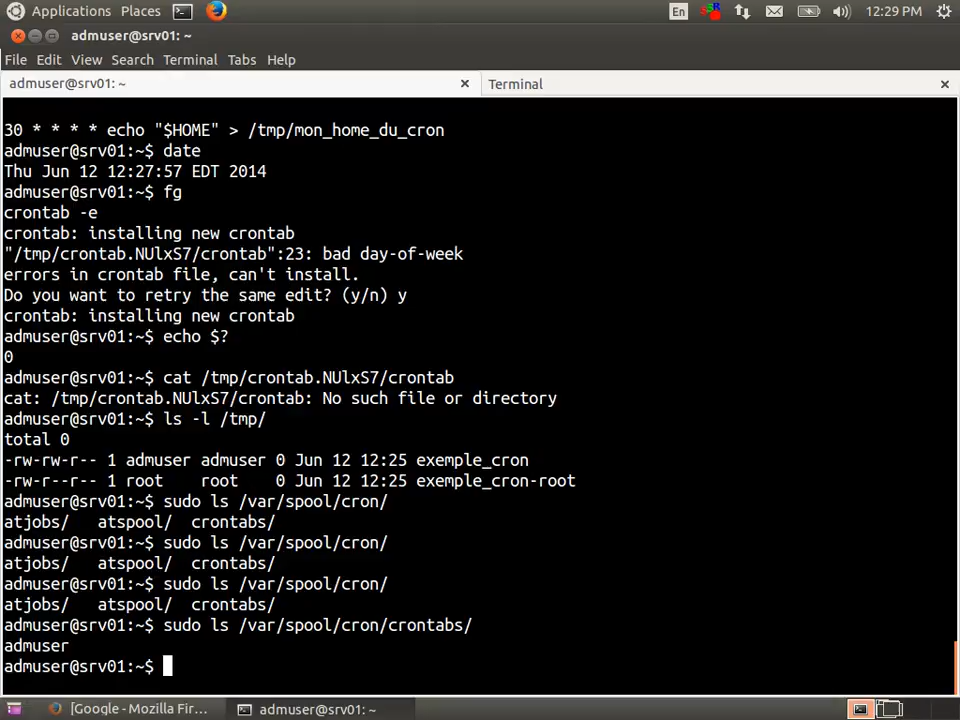 Applications Places En 12:29 PM
admuser@srv01: ~
File Edit View Search Terminal Tabs Help
admuser@srv01: ~ × Terminal ×
30 * * * * echo "$HOME" > /tmp/mon_home_du_cron
admuser@srv01:~$ date
Thu Jun 12 12:27:57 EDT 2014
admuser@srv01:~$ fg
crontab -e
crontab: installing new crontab
"/tmp/crontab.NUlxS7/crontab":23: bad day-of-week
errors in crontab file, can't install.
Do you want to retry the same edit? (y/n) y
crontab: installing new crontab
admuser@srv01:~$ echo $?
0
admuser@srv01:~$ cat /tmp/crontab.NUlxS7/crontab
cat: /tmp/crontab.NUlxS7/crontab: No such file or directory
admuser@srv01:~$ ls -l /tmp/
total 0
-rw-rw-r-- 1 admuser admuser 0 Jun 12 12:25 exemple_cron
-rw-r--r-- 1 root    root    0 Jun 12 12:25 exemple_cron-root
admuser@srv01:~$ sudo ls /var/spool/cron/
atjobs/   atspool/  crontabs/
admuser@srv01:~$ sudo ls /var/spool/cron/
atjobs/   atspool/  crontabs/
admuser@srv01:~$ sudo ls /var/spool/cron/
atjobs/   atspool/  crontabs/
admuser@srv01:~$ sudo ls /var/spool/cron/crontabs/
admuser
admuser@srv01:~$
[Google - Mozilla Fir... admuser@srv01: ~